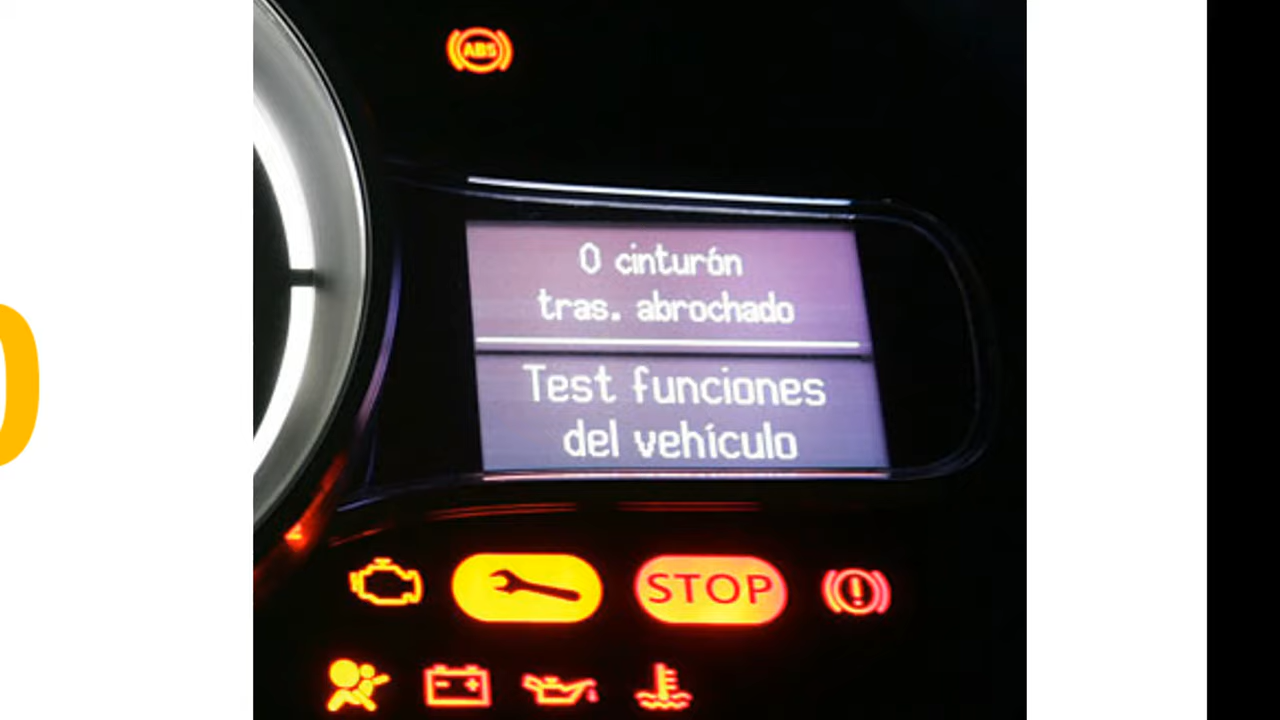 ABS
0 cinturón
tras. abrochado
Test funciones
del vehículo
STOP